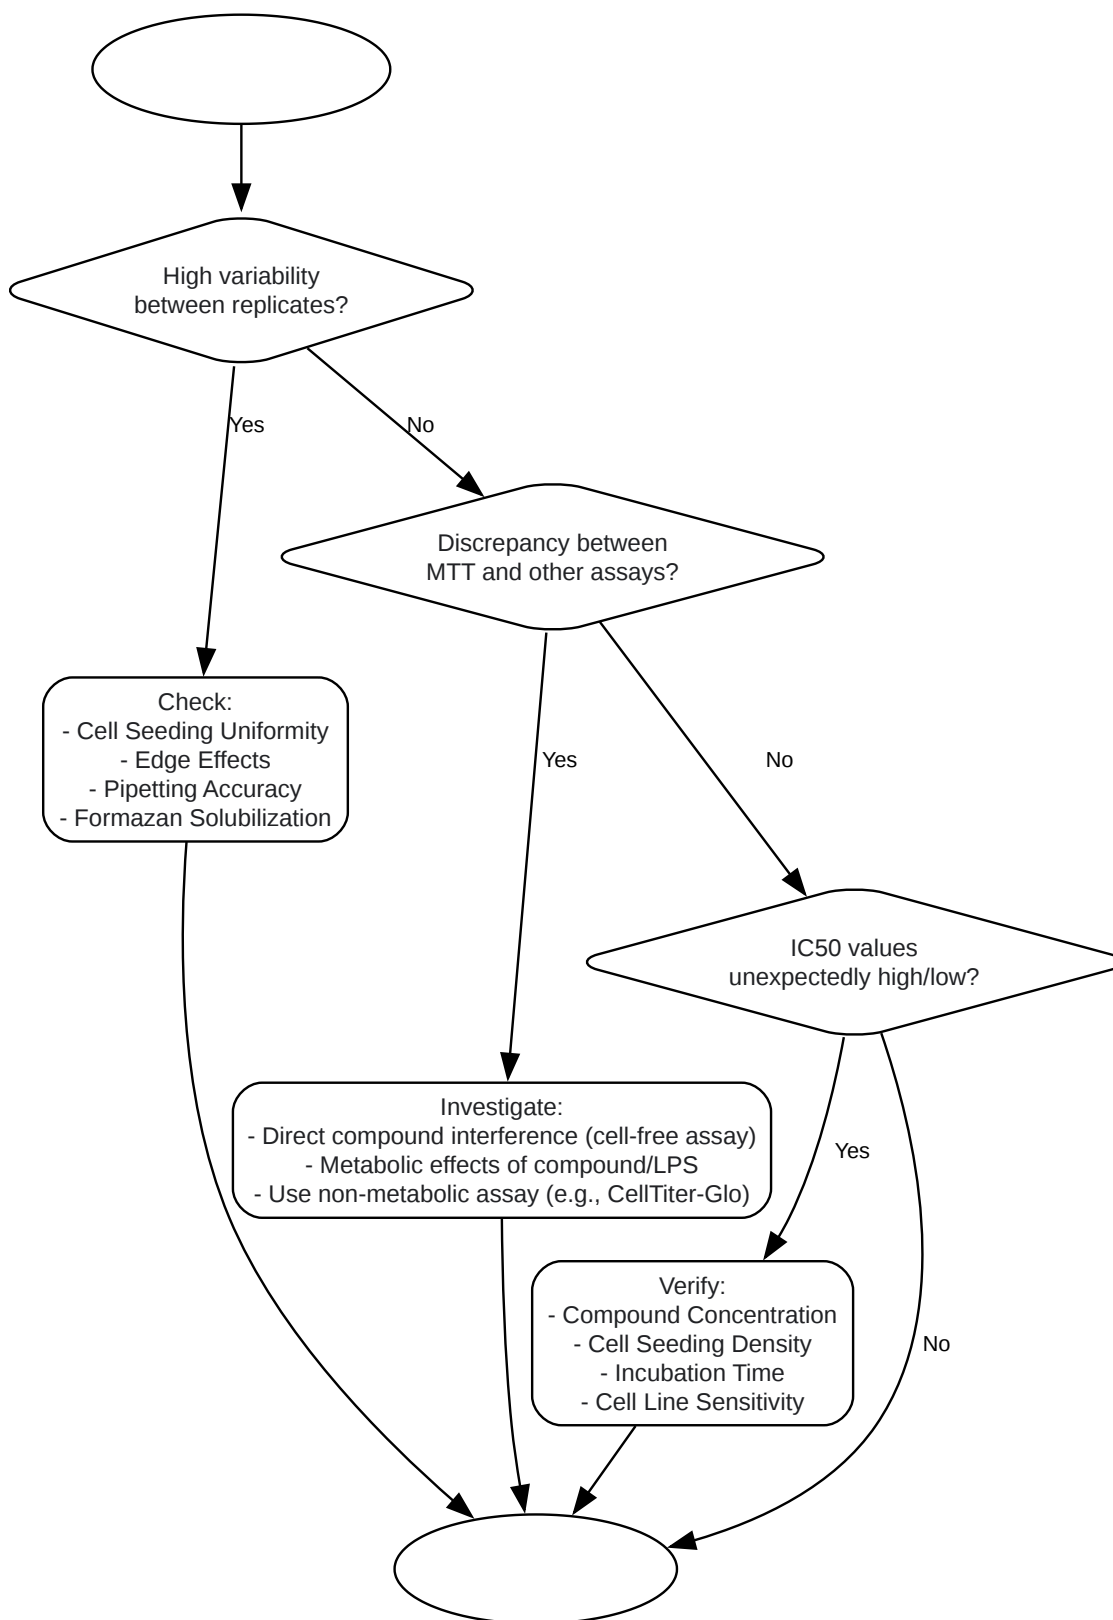 High variability
between replicates?
Yes
No
Discrepancy between
MTT and other assays?
Check:
- Cell Seeding Uniformity
- Edge Effects
- Pipetting Accuracy
- Formazan Solubilization
Yes
No
IC50 values
unexpectedly high/low?
Investigate:
- Direct compound interference (cell-free assay)
- Metabolic effects of compound/LPS
- Use non-metabolic assay (e.g., CellTiter-Glo)
Yes
No
Verify:
- Compound Concentration
- Cell Seeding Density
- Incubation Time
- Cell Line Sensitivity